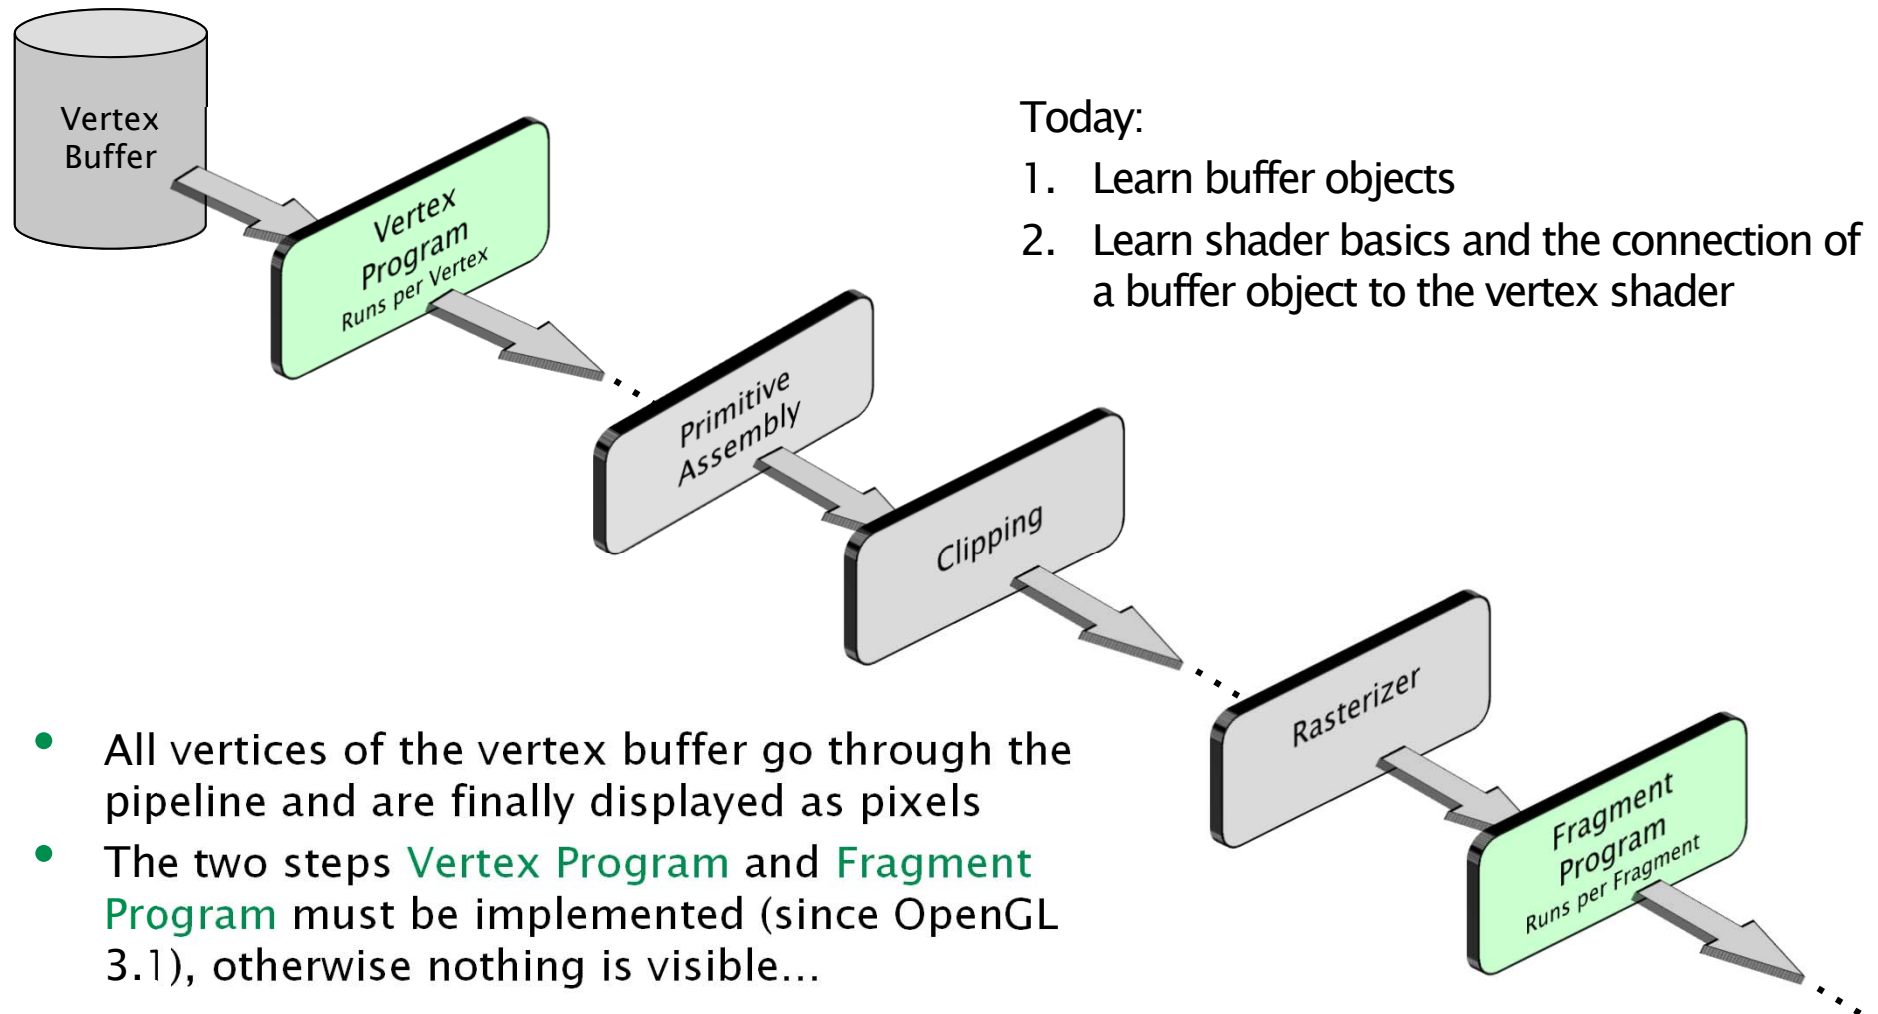 Vertex
Buffer
Vertex
Program
Runs per Vertex
Today:
1. Learn buffer objects
2. Learn shader basics and the connection of
a buffer object to the vertex shader
Primitive
Assembly
Clipping
Rasterizer
Fragment
Program
Runs per Fragment
• All vertices of the vertex buffer go through the
pipeline and are finally displayed as pixels
• The two steps Vertex Program and Fragment
Program must be implemented (since OpenGL
3.1), otherwise nothing is visible...